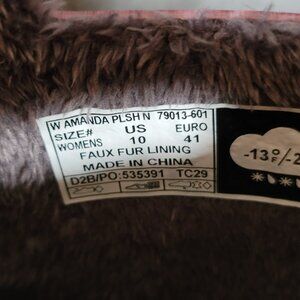 W AMANDA PLSH N 79013-601
SIZE# US EURO
WOMENS 10 41
FAUX FUR LINING
MADE IN CHINA
D2B/PO:535391 TC29
-13°F/-2